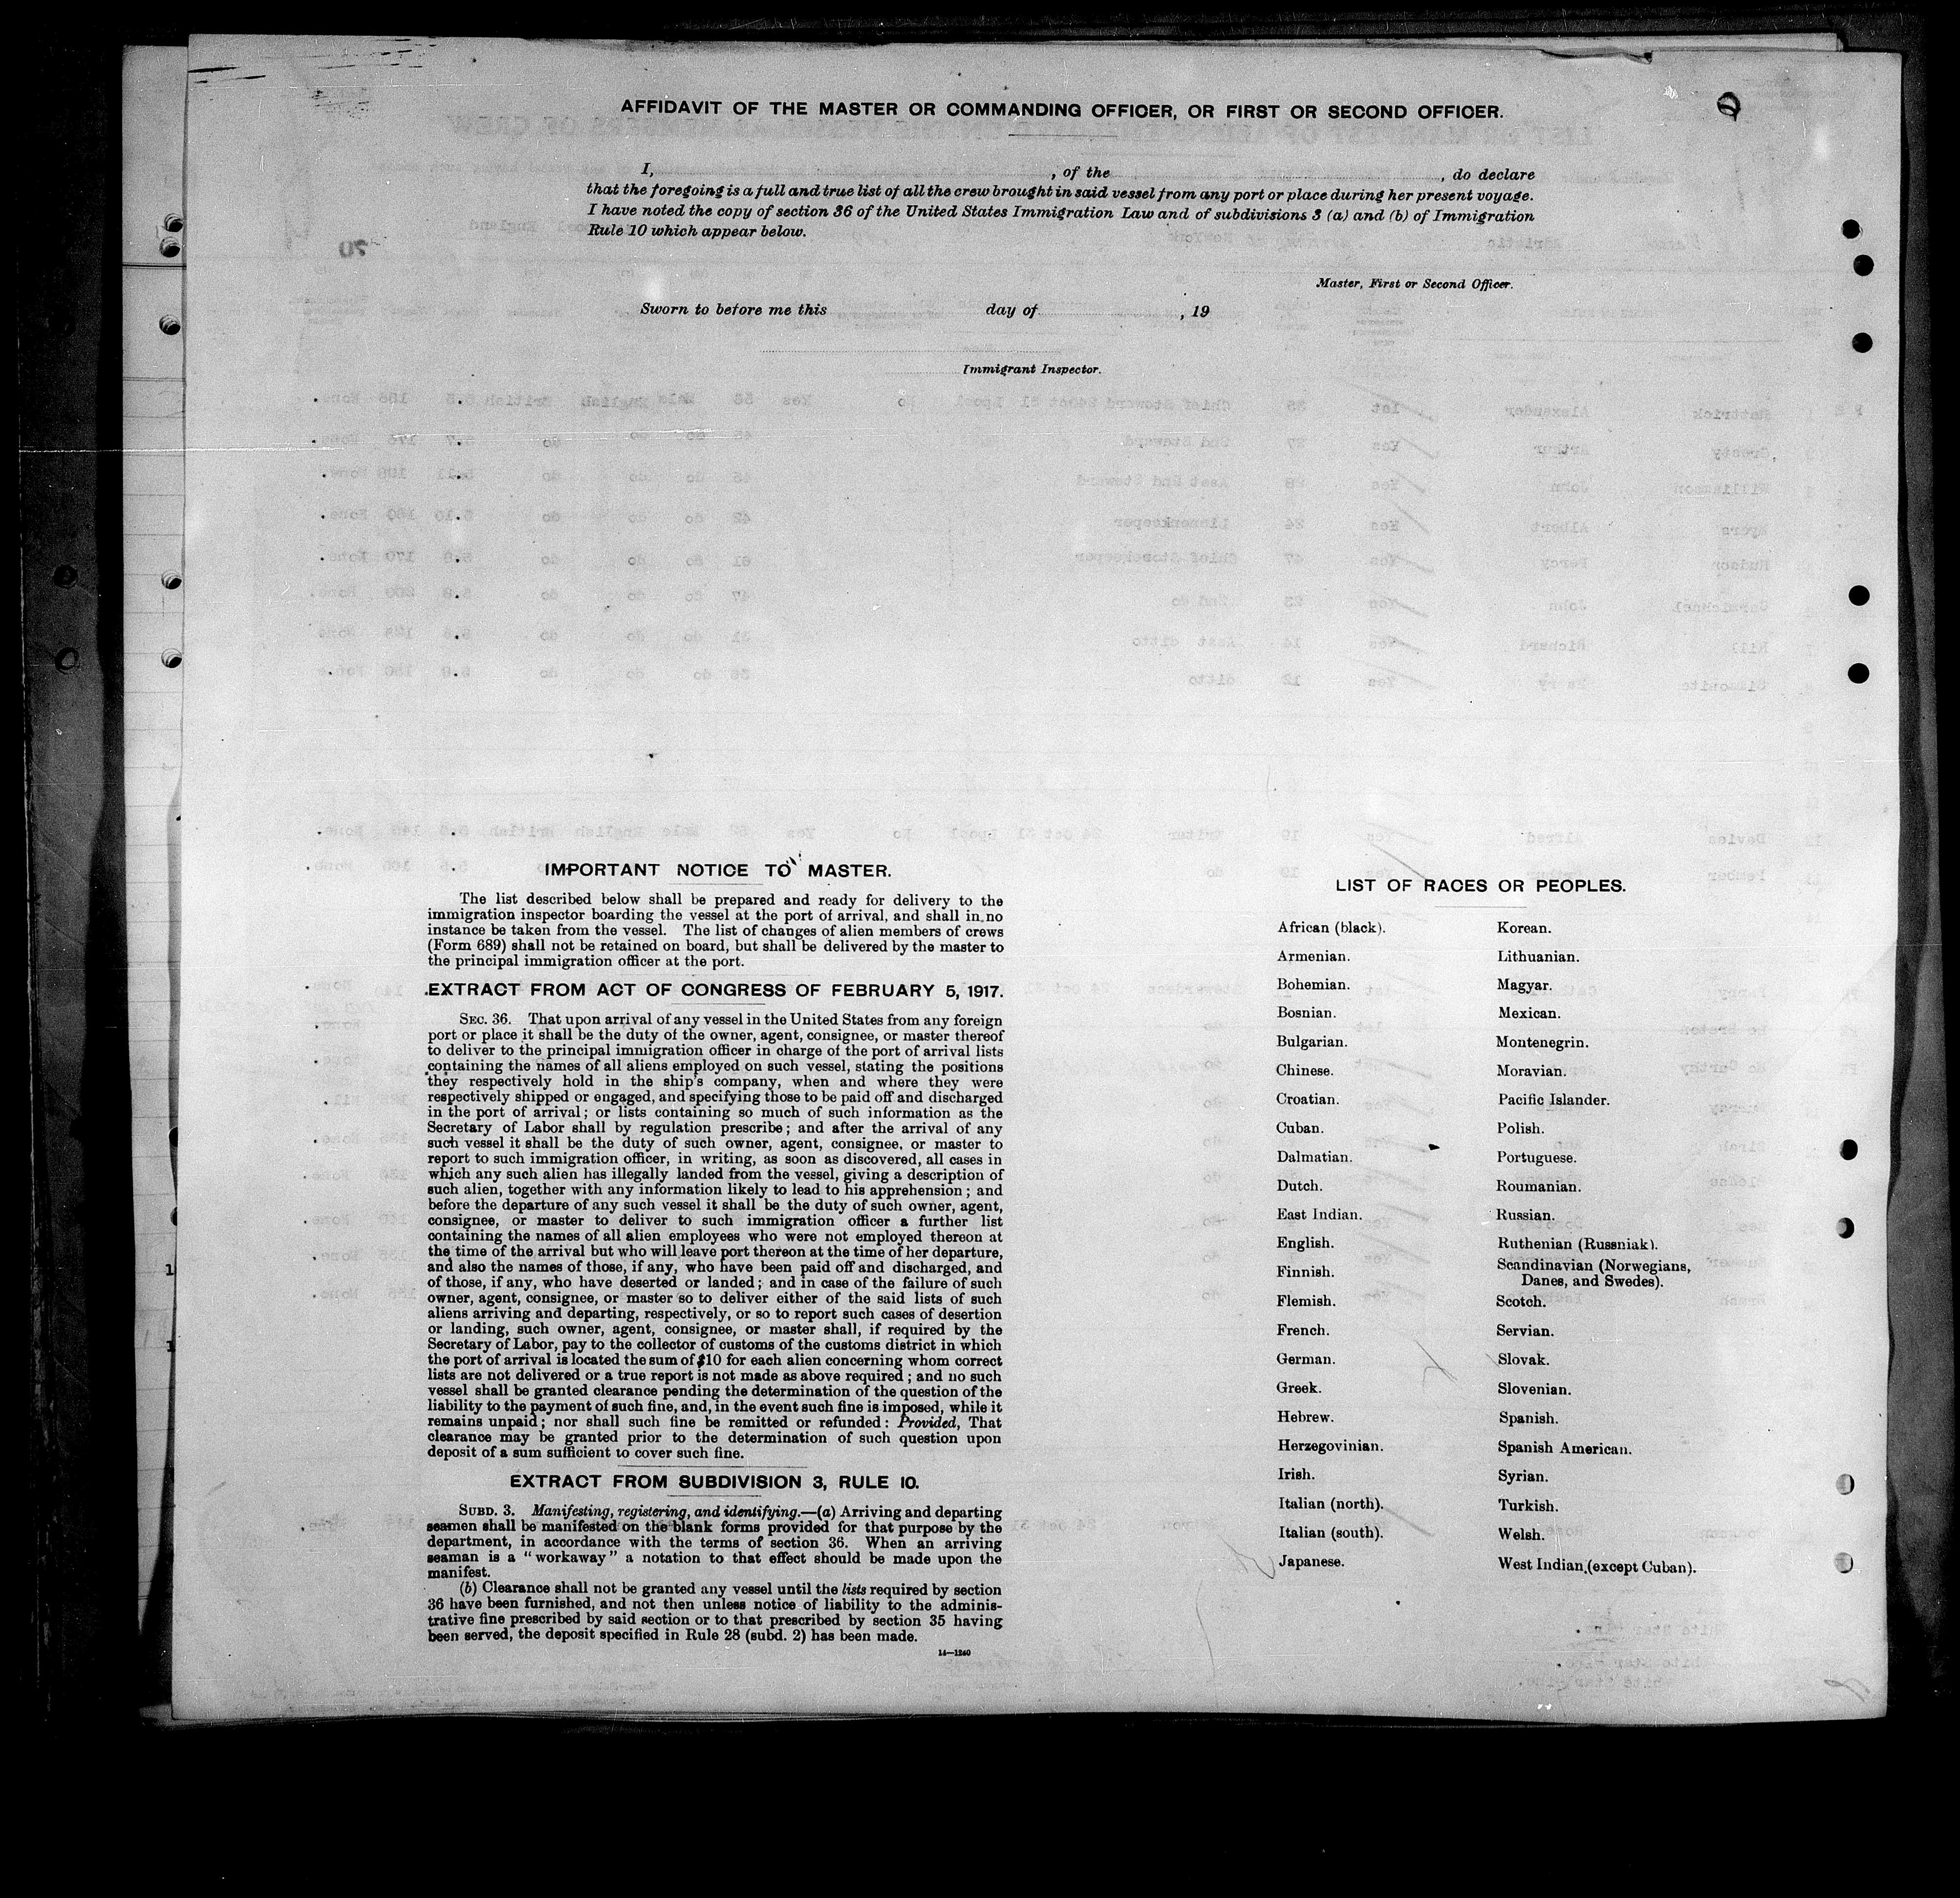 AFFIDAVIT OF THE MASTER OR COMMANDING OFFICER, OR FIRST OR SECOND OFFICER.
I, , of the , do declare
that the foregoing is a full and true list of all the crew brought in said vessel from any port or place during her present voyage.
I have noted the copy of section 36 of the United States Immigration Law and of subdivisions 3 (a) and (b) of Immigration
Rule 10 which appear below.
Master, First or Second Officer.
Sworn to before me this day of , 19
Immigrant Inspector.
IMPORTANT NOTICE TO MASTER.
The list described below shall be prepared and ready for delivery to the
immigration inspector boarding the vessel at the port of arrival, and shall in no
instance be taken from the vessel. The list of changes of alien members of crews
(Form 689) shall not be retained on board, but shall be delivered by the master to
the principal immigration officer at the port.
EXTRACT FROM ACT OF CONGRESS OF FEBRUARY 5, 1917.
SEC. 36. That upon arrival of any vessel in the United States from any foreign
port or place it shall be the duty of the owner, agent, consignee, or master thereof
to deliver to the principal immigration officer in charge of the port of arrival lists
containing the names of all aliens employed on such vessel, stating the positions
they respectively hold in the ship's company, when and where they were
respectively shipped or engaged, and specifying those to be paid off and discharged
in the port of arrival; or lists containing so much of such information as the
Secretary of Labor shall by regulation prescribe; and after the arrival of any
such vessel it shall be the duty of such owner, agent, consignee, or master to
report to such immigration officer, in writing, as soon as discovered, all cases in
which any such alien has illegally landed from the vessel, giving a description of
such alien, together with any information likely to lead to his apprehension; and
before the departure of any such vessel it shall be the duty of such owner, agent,
consignee, or master to deliver to such immigration officer a further list
containing the names of all alien employees who were not employed thereon at
the time of the arrival but who will leave port thereon at the time of her departure,
and also the names of those, if any, who have been paid off and discharged, and
of those, if any, who have deserted or landed; and in case of the failure of such
owner, agent, consignee, or master so to deliver either of the said lists of such
aliens arriving and departing, respectively, or so to report such cases of desertion
or landing, such owner, agent, consignee, or master shall, if required by the
Secretary of Labor, pay to the collector of customs of the customs district in which
the port of arrival is located the sum of $10 for each alien concerning whom correct
lists are not delivered or a true report is not made as above required; and no such
vessel shall be granted clearance pending the determination of the question of the
liability to the payment of such fine, and, in the event such fine is imposed, while it
remains unpaid; nor shall such fine be remitted or refunded: Provided, That
clearance may be granted prior to the determination of such question upon
deposit of a sum sufficient to cover such fine.
EXTRACT FROM SUBDIVISION 3, RULE 10.
SUBD. 3. Manifesting, registering, and identifying.—(a) Arriving and departing
seamen shall be manifested on the blank forms provided for that purpose by the
department, in accordance with the terms of section 36. When an arriving
seaman is a "workaway" a notation to that effect should be made upon the
manifest.
(b) Clearance shall not be granted any vessel until the lists required by section
36 have been furnished, and not then unless notice of liability to the adminis-
trative fine prescribed by said section or to that prescribed by section 35 having
been served, the deposit specified in Rule 28 (subd. 2) has been made.
14—1240
LIST OF RACES OR PEOPLES.
African (black).
Armenian.
Bohemian.
Bosnian.
Bulgarian.
Chinese.
Croatian.
Cuban.
Dalmatian.
Dutch.
East Indian.
English.
Finnish.
Flemish.
French.
German.
Greek.
Hebrew.
Herzegovinian.
Irish.
Italian (north).
Italian (south).
Japanese.
Korean.
Lithuanian.
Magyar.
Mexican.
Montenegrin.
Moravian.
Pacific Islander.
Polish.
Portuguese.
Roumanian.
Russian.
Ruthenian (Russniak).
Scandinavian (Norwegians,
Danes, and Swedes).
Scotch.
Servian.
Slovak.
Slovenian.
Spanish.
Spanish American.
Syrian.
Turkish.
Welsh.
West Indian (except Cuban).